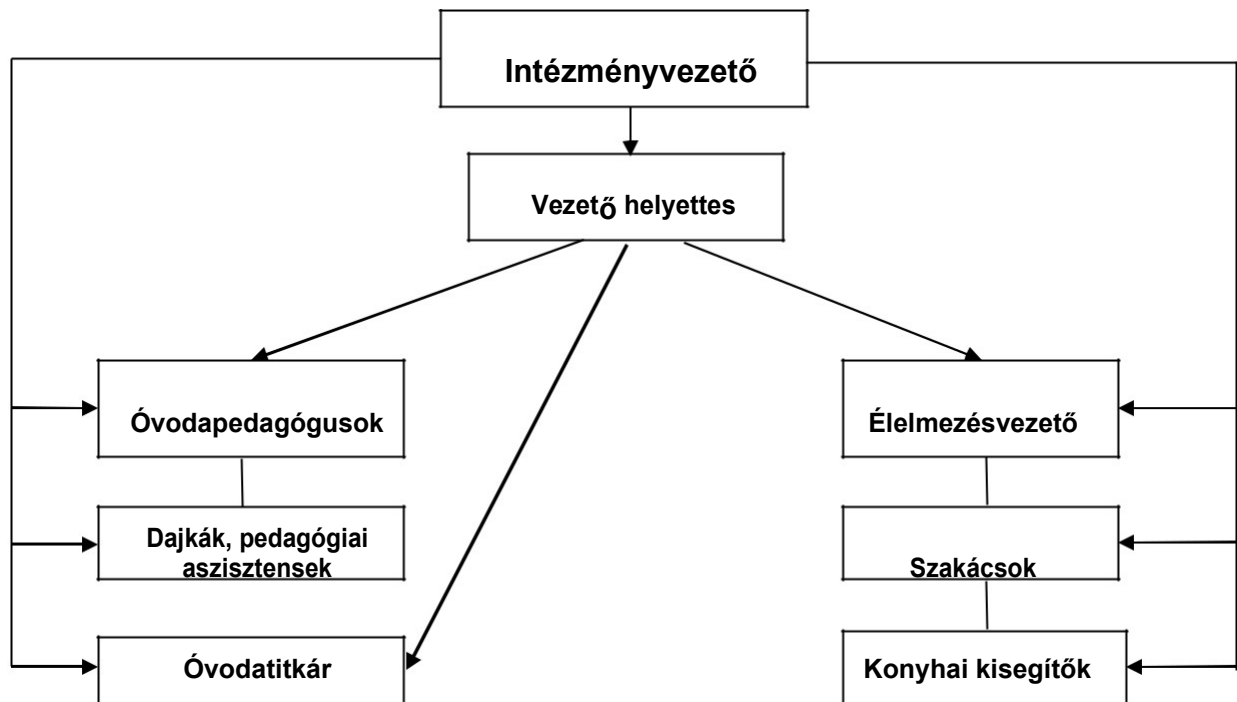 Intézményvezető
Vezető helyettes
Óvodapedagógusok
Élelmezésvezető
Dajkák, pedagógiai
aszisztensek
Szakácsok
Óvodatitkár
Konyhai kisegítők